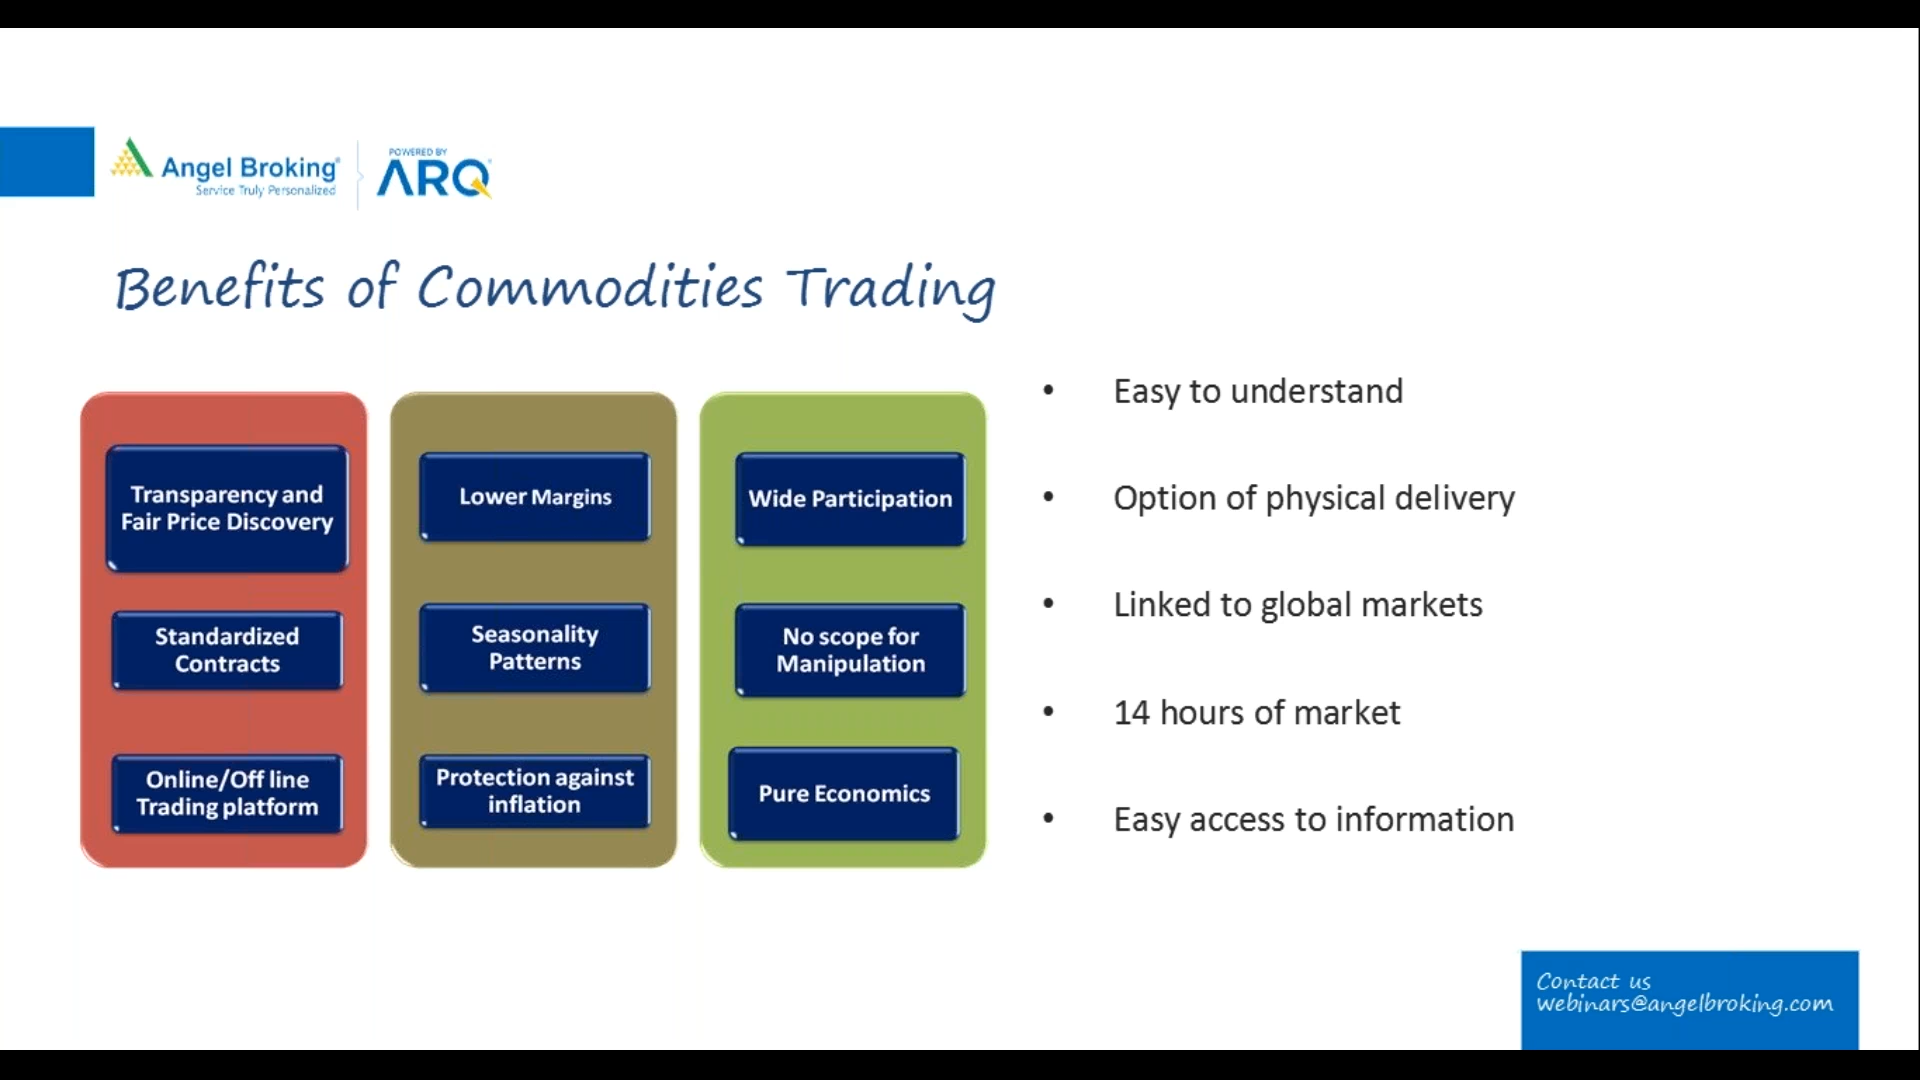 Angel Broking
Service Truly Personalized
POWERED BY
ARQ
Benefits of Commodities Trading
Transparency and
Fair Price Discovery
Standardized
Contracts
Online/Off line
Trading platform
Lower Margins
Seasonality
Patterns
Protection against
inflation
Wide Participation
No scope for
Manipulation
Pure Economics
• Easy to understand
• Option of physical delivery
• Linked to global markets
• 14 hours of market
• Easy access to information
Contact us
webinars@angelbroking.com